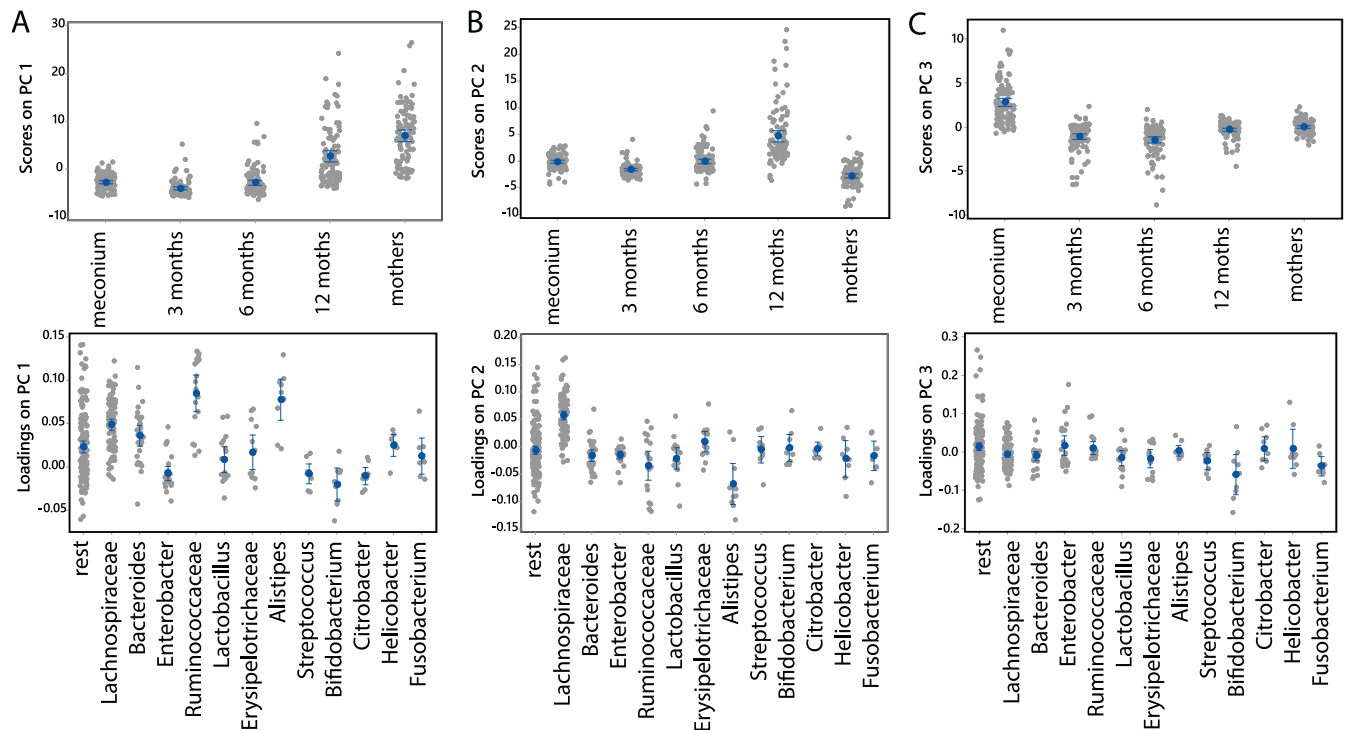 A
Scores on PC 1
30
20
10
0
-10
meconium
3 months
6 months
12 moths
mothers
Loadings on PC 1
0.15
0.10
0.05
0.00
-0.05
rest
Lachnospiraceae
Bacteroides
Enterobacter
Ruminococcaceae
Lactobacillus
Erysipelotrichaceae
Alistipes
Streptococcus
Bifidobacterium
Citrobacter
Helicobacter
Fusobacterium
B
Scores on PC 2
25
20
15
10
5
0
-5
-10
meconium
3 months
6 months
12 moths
mothers
Loadings on PC 2
0.20
0.15
0.10
0.05
0.00
-0.05
-0.10
-0.15
rest
Lachnospiraceae
Bacteroides
Enterobacter
Ruminococcaceae
Lactobacillus
Erysipelotrichaceae
Alistipes
Streptococcus
Bifidobacterium
Citrobacter
Helicobacter
Fusobacterium
C
Scores on PC 3
10
5
0
-5
-10
meconium
3 months
6 months
12 moths
mothers
Loadings on PC 3
0.3
0.2
0.1
0.0
-0.1
-0.2
rest
Lachnospiraceae
Bacteroides
Enterobacter
Ruminococcaceae
Lactobacillus
Erysipelotrichaceae
Alistipes
Streptococcus
Bifidobacterium
Citrobacter
Helicobacter
Fusobacterium